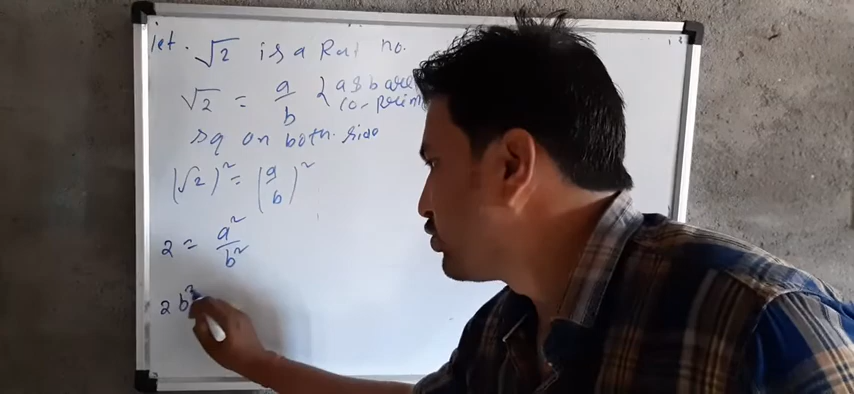 let. √2 is a Rat no.
√2 = a/b { a & b are co-prim
sq on both side
(√2)² = (a/b)²
2 = a²/b²
2b²